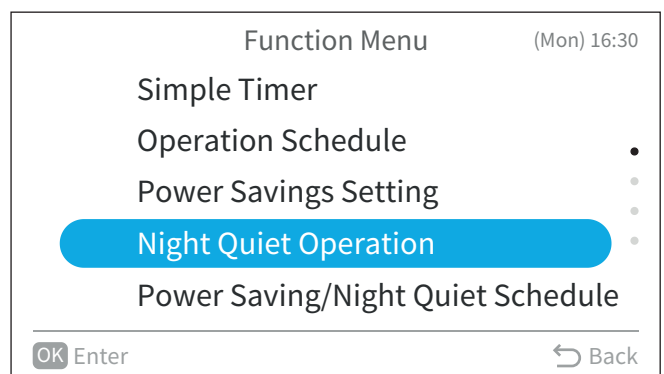 Function Menu (Mon) 16:30
Simple Timer
Operation Schedule
Power Savings Setting
Night Quiet Operation
Power Saving/Night Quiet Schedule
OK Enter Back